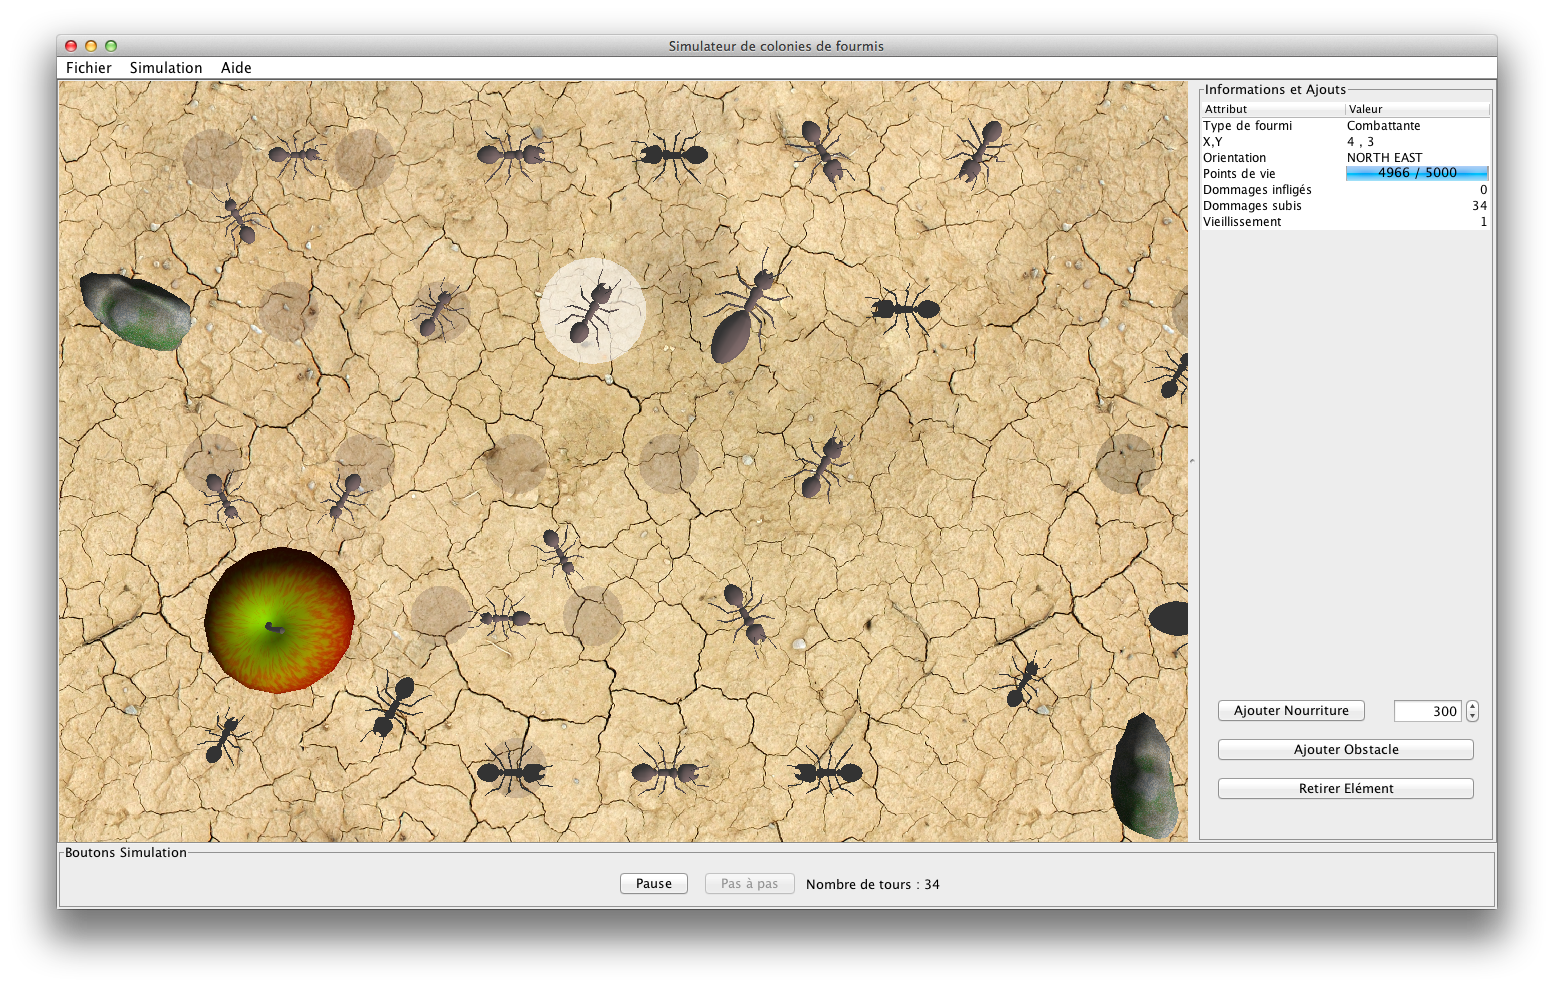 Simulateur de colonies de fourmis
Fichier Simulation Aide
Informations et Ajouts
Attribut Valeur
Type de fourmi Combattante
X,Y 4 , 3
Orientation NORTH EAST
Points de vie 4966 / 5000
Dommages infligés 0
Dommages subis 34
Vieillissement 1
Ajouter Nourriture 300
Ajouter Obstacle
Retirer Elément
Boutons Simulation
Pause Pas à pas Nombre de tours : 34